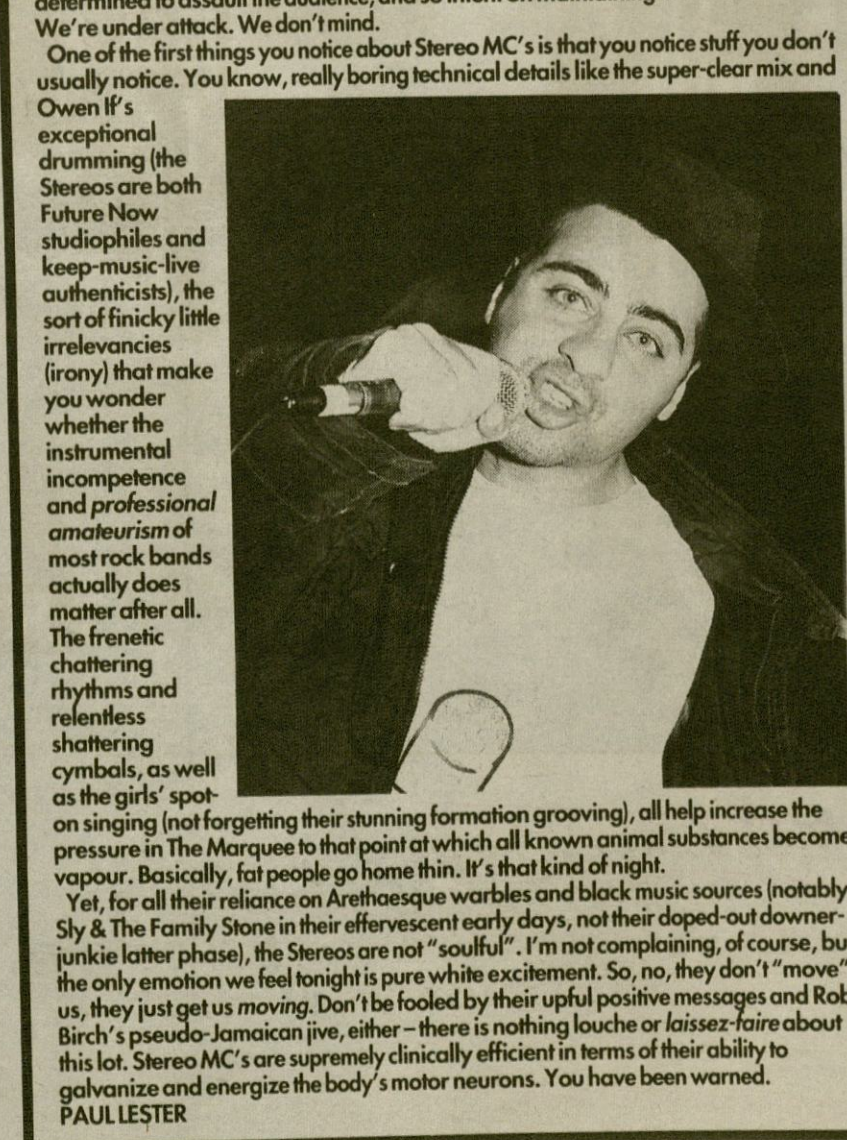 determined to assault the audience, and so intent on maintaining
We're under attack. We don't mind.
One of the first things you notice about Stereo MC's is that you notice stuff you don't
usually notice. You know, really boring technical details like the super-clear mix and
Owen If's
exceptional
drumming (the
Stereos are both
Future Now
studiophiles and
keep-music-live
authenticists), the
sort of finicky little
irrelevancies
(irony) that make
you wonder
whether the
instrumental
incompetence
and professional
amateurism of
most rock bands
actually does
matter after all.
The frenetic
chattering
rhythms and
relentless
shattering
cymbals, as well
as the girls' spot-
on singing (not forgetting their stunning formation grooving), all help increase the
pressure in The Marquee to that point at which all known animal substances become
vapour. Basically, fat people go home thin. It's that kind of night.
Yet, for all their reliance on Arethaesque warbles and black music sources (notably
Sly & The Family Stone in their effervescent early days, not their doped-out downer-
junkie latter phase), the Stereos are not "soulful". I'm not complaining, of course, bu
the only emotion we feel tonight is pure white excitement. So, no, they don't "move"
us, they just get us moving. Don't be fooled by their upful positive messages and Rob
Birch's pseudo-Jamaican jive, either – there is nothing louche or laissez-faire about
this lot. Stereo MC's are supremely clinically efficient in terms of their ability to
galvanize and energize the body's motor neurons. You have been warned.
PAUL LESTER